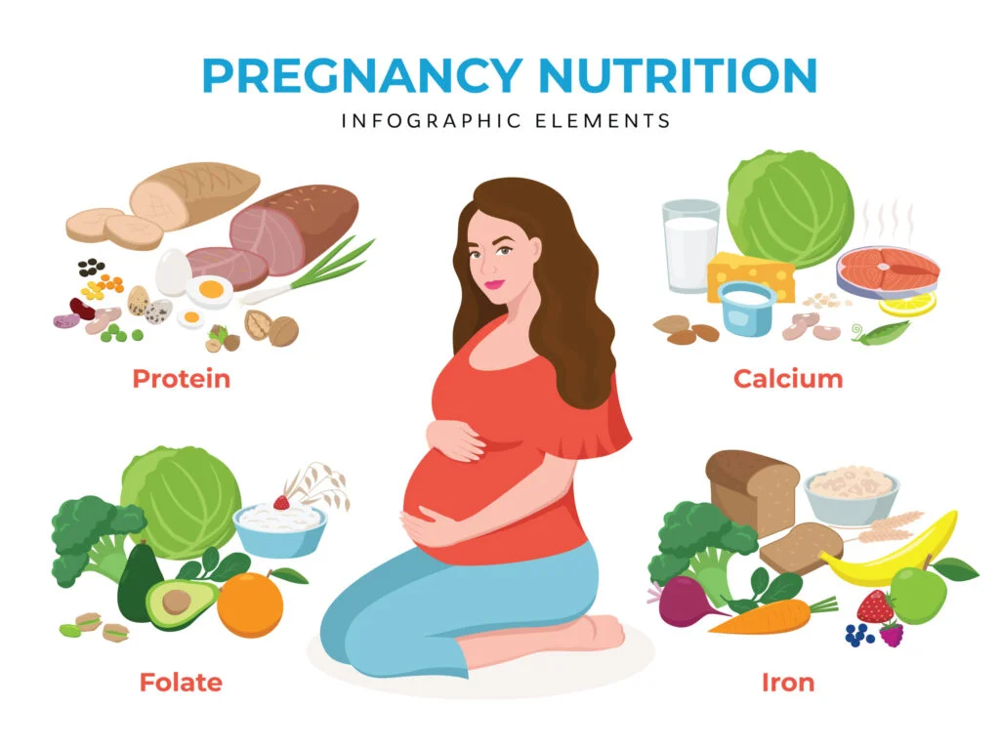 PREGNANCY NUTRITION
INFOGRAPHIC ELEMENTS
Protein
Calcium
Folate
Iron